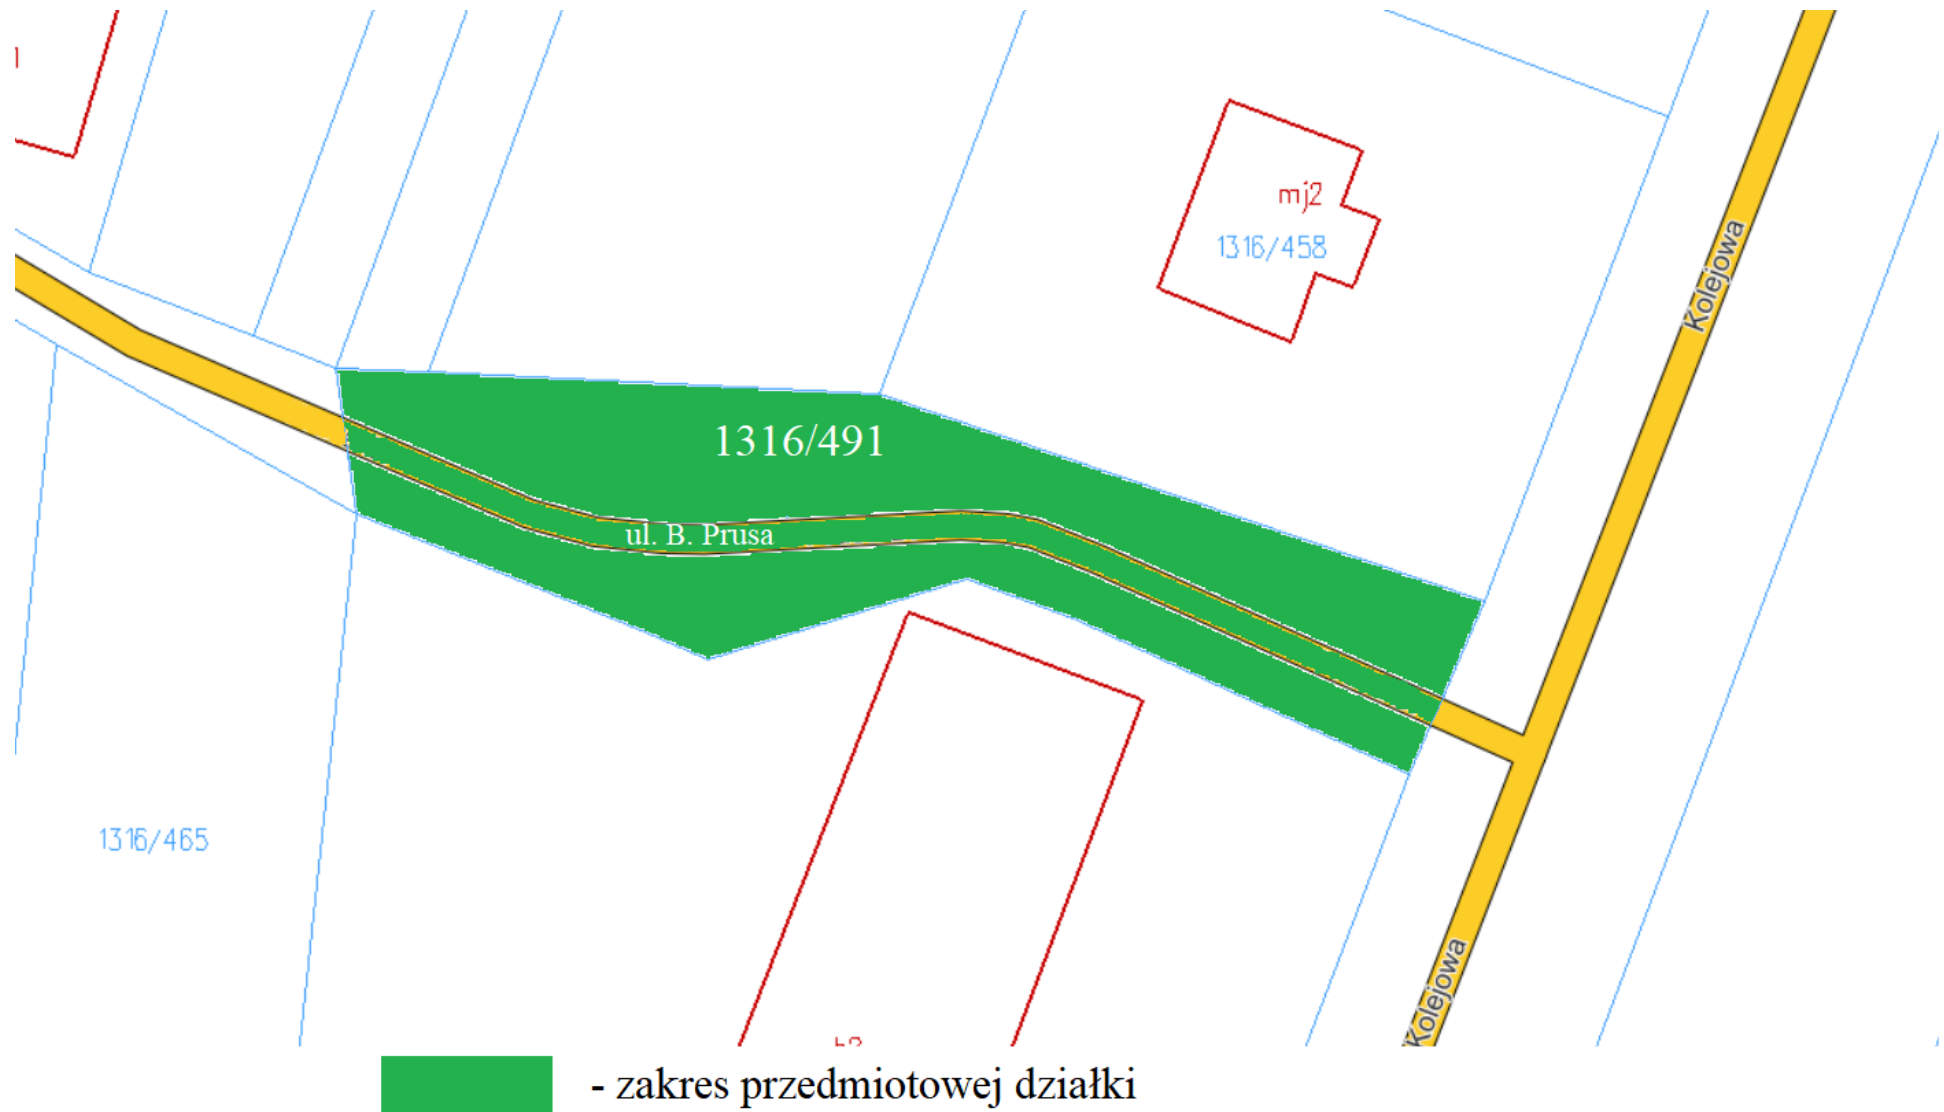 mj2
1316/458
Kolejowa
1316/491
ul. B. Prusa
1316/465
Kolejowa
- zakres przedmiotowej działki